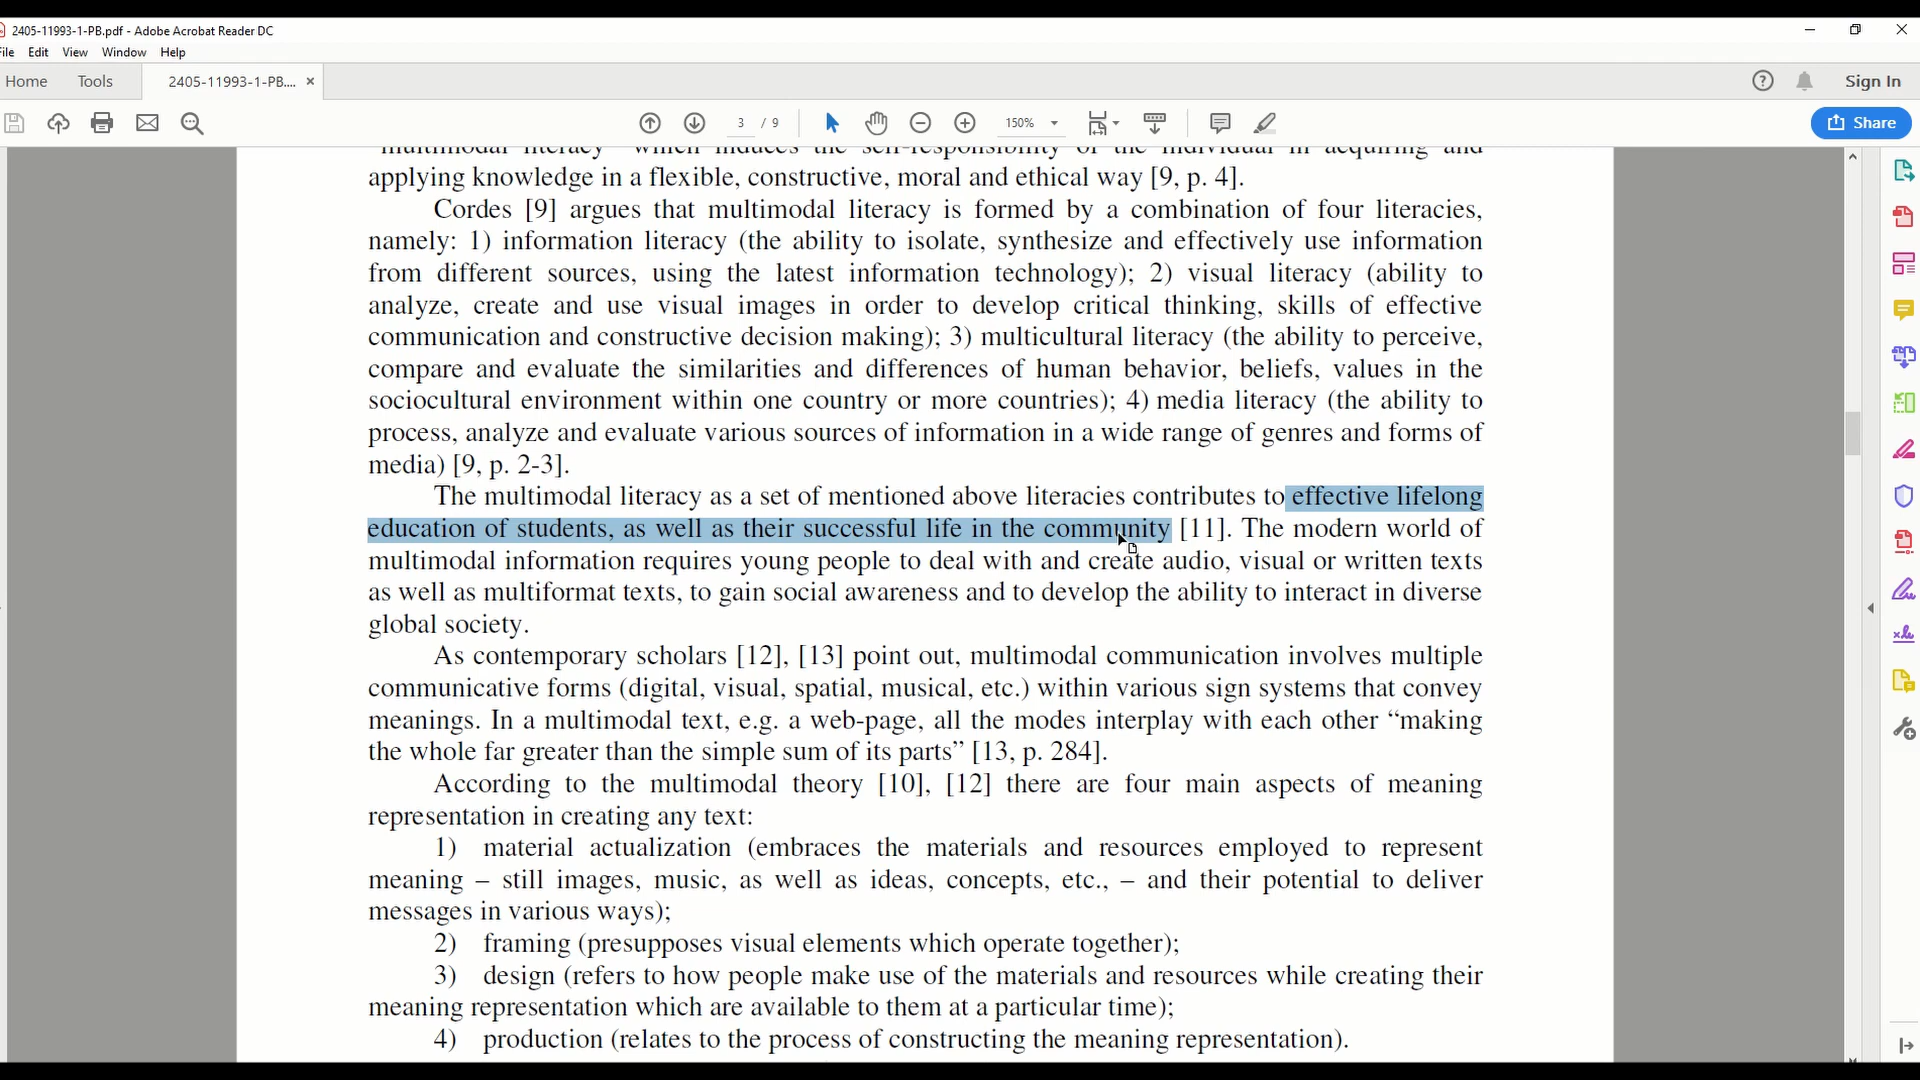 2405-11993-1-PB.pdf - Adobe Acrobat Reader DC
File Edit View Window Help
Home Tools 2405-11993-1-PB.... × Sign In
3 / 9 150% Share
"multimodal literacy" which induces the self-responsibility of the individual in acquiring and
applying knowledge in a flexible, constructive, moral and ethical way [9, p. 4].
Cordes [9] argues that multimodal literacy is formed by a combination of four literacies,
namely: 1) information literacy (the ability to isolate, synthesize and effectively use information
from different sources, using the latest information technology); 2) visual literacy (ability to
analyze, create and use visual images in order to develop critical thinking, skills of effective
communication and constructive decision making); 3) multicultural literacy (the ability to perceive,
compare and evaluate the similarities and differences of human behavior, beliefs, values in the
sociocultural environment within one country or more countries); 4) media literacy (the ability to
process, analyze and evaluate various sources of information in a wide range of genres and forms of
media) [9, p. 2-3].
The multimodal literacy as a set of mentioned above literacies contributes to effective lifelong
education of students, as well as their successful life in the community [11]. The modern world of
multimodal information requires young people to deal with and create audio, visual or written texts
as well as multiformat texts, to gain social awareness and to develop the ability to interact in diverse
global society.
As contemporary scholars [12], [13] point out, multimodal communication involves multiple
communicative forms (digital, visual, spatial, musical, etc.) within various sign systems that convey
meanings. In a multimodal text, e.g. a web-page, all the modes interplay with each other “making
the whole far greater than the simple sum of its parts” [13, p. 284].
According to the multimodal theory [10], [12] there are four main aspects of meaning
representation in creating any text:
1) material actualization (embraces the materials and resources employed to represent
meaning – still images, music, as well as ideas, concepts, etc., – and their potential to deliver
messages in various ways);
2) framing (presupposes visual elements which operate together);
3) design (refers to how people make use of the materials and resources while creating their
meaning representation which are available to them at a particular time);
4) production (relates to the process of constructing the meaning representation).